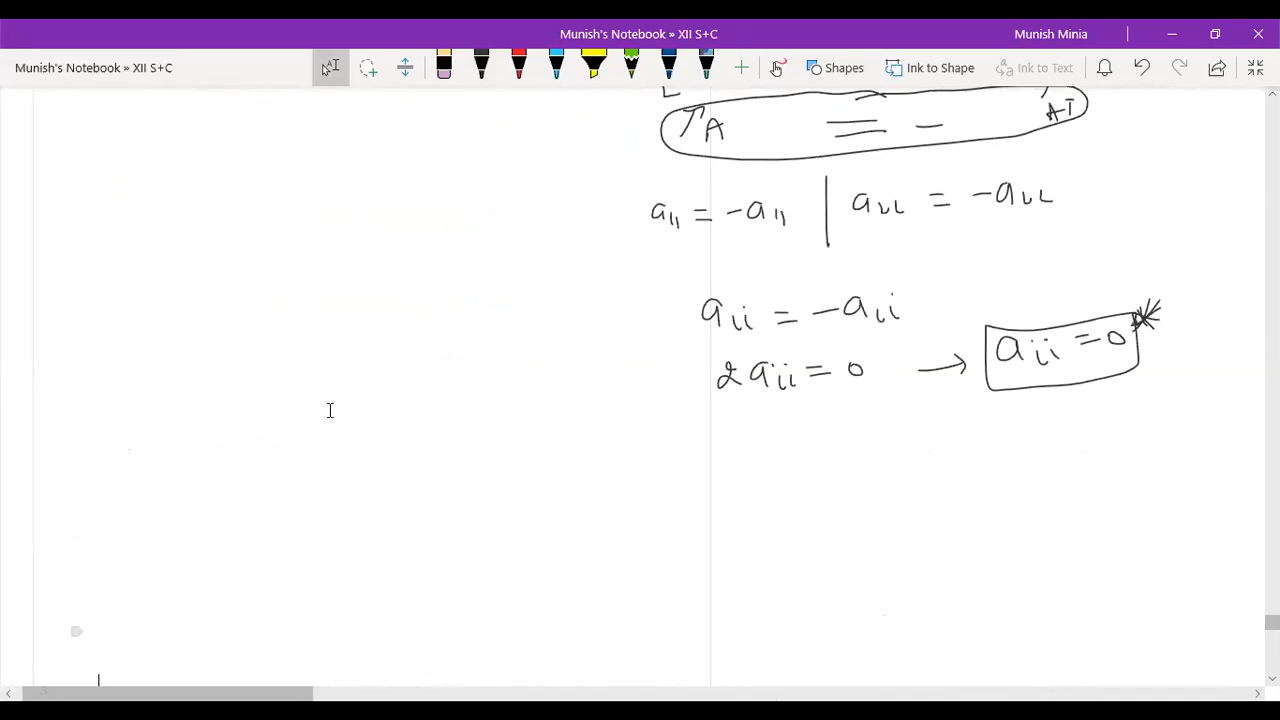 Munish's Notebook » XII S+C
Munish Minia
Munish's Notebook » XII S+C
Shapes
Ink to Shape
Ink to Text
A = - AT
a11 = -a11 | a22 = -a22
aii = -aii
2aii = 0 → aii = 0*